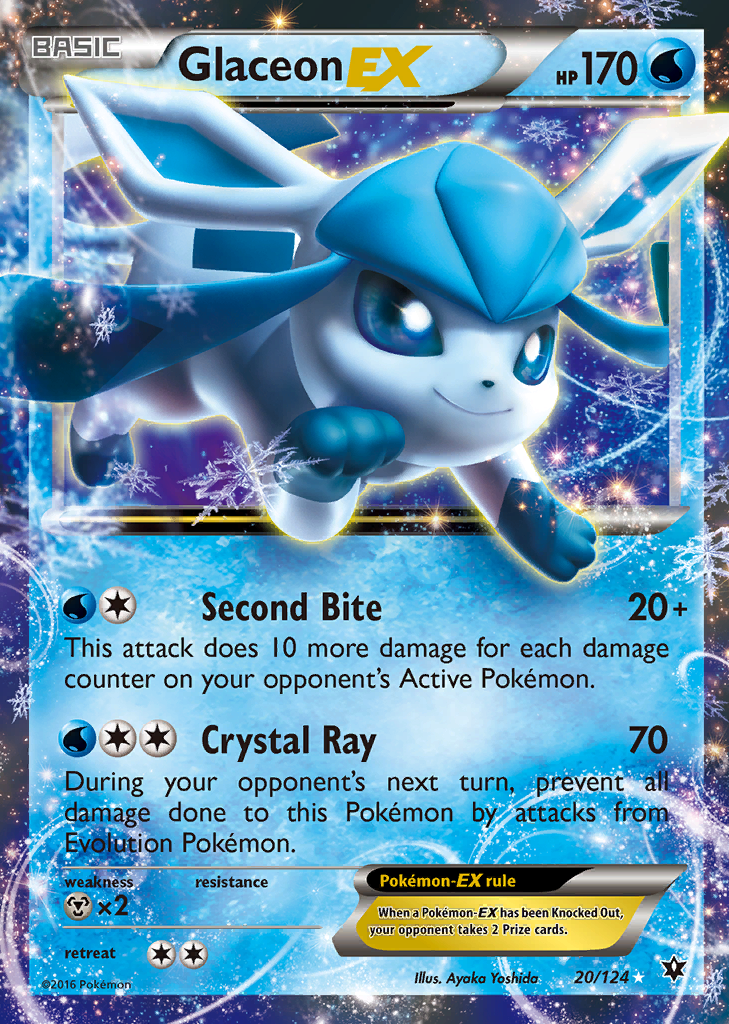 BASIC
Glaceon EX
HP 170
Second Bite 20+
This attack does 10 more damage for each damage
counter on your opponent's Active Pokémon.
Crystal Ray 70
During your opponent's next turn, prevent all
damage done to this Pokémon by attacks from
Evolution Pokémon.
weakness resistance
×2
Pokémon-EX rule
When a Pokémon-EX has been Knocked Out,
your opponent takes 2 Prize cards.
retreat
©2016 Pokémon
Illus. Ayaka Yoshida
20/124